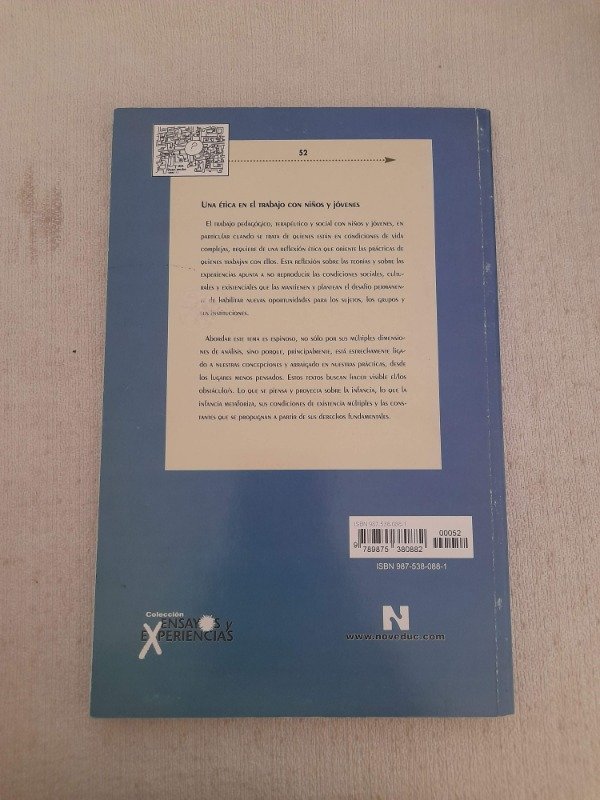 52
Una ética en el trabajo con niños y jóvenes
El trabajo pedagógico, terapéutico y social con niños y jóvenes, en
particular cuando se trata de quienes están en condiciones de vida
complejas, requiere de una reflexión ética que oriente las prácticas de
quienes trabajan con ellos. Esta reflexión sobre las teorías y sobre las
experiencias apunta a no reproducir las condiciones sociales, cultu-
rales y existenciales que las mantienen y plantean el desafío permanen-
te de habilitar nuevas oportunidades para los sujetos, los grupos y
sus instituciones.
Abordar este tema es espinoso, no sólo por sus múltiples dimensio-
nes de análisis, sino porque, principalmente, está estrechamente liga-
do a nuestras concepciones y arraigado en nuestras prácticas, desde
los lugares menos pensados. Estos textos buscan hacer visible el/los
obstáculo/s. Lo que se piensa y proyecta sobre la infancia, lo que la
infancia metaforiza, sus condiciones de existencia múltiples y las cons-
tantes que se propugnan a partir de sus derechos fundamentales.
ISBN 987-538-088-1
00052
9 789875 380882
ISBN 987-538-088-1
Colección
ENSAYOS y
EXPERIENCIAS
N
www.noveduc.com